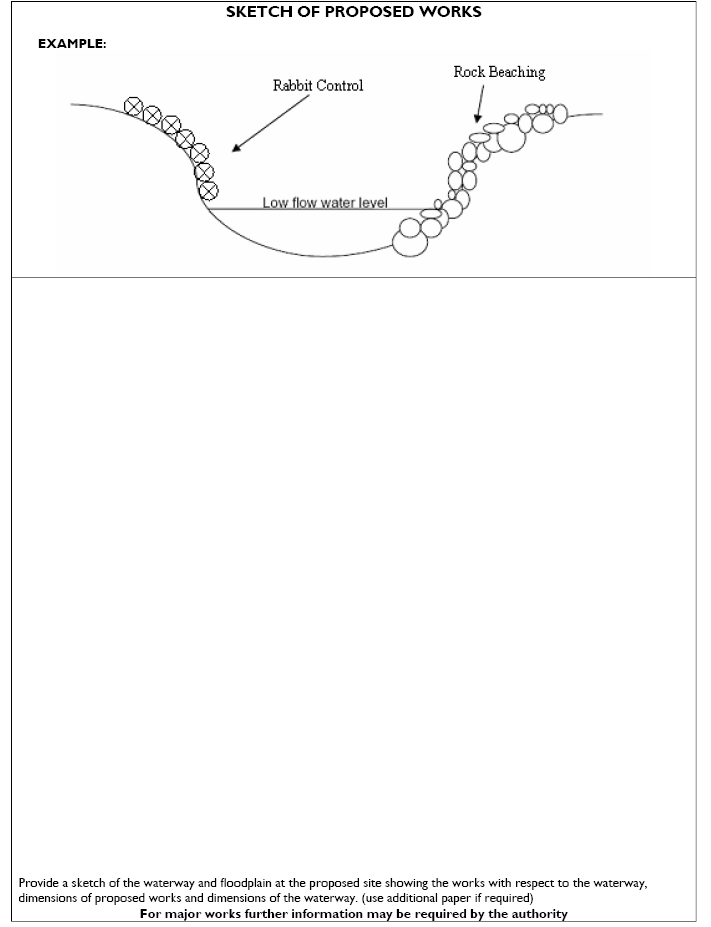 SKETCH OF PROPOSED WORKS
EXAMPLE:
Rock Beaching
Rabbit Control
Low flow water level
Provide a sketch of the waterway and floodplain at the proposed site showing the works with respect to the waterway,
dimensions of proposed works and dimensions of the waterway. (use additional paper if required)
For major works further information may be required by the authority